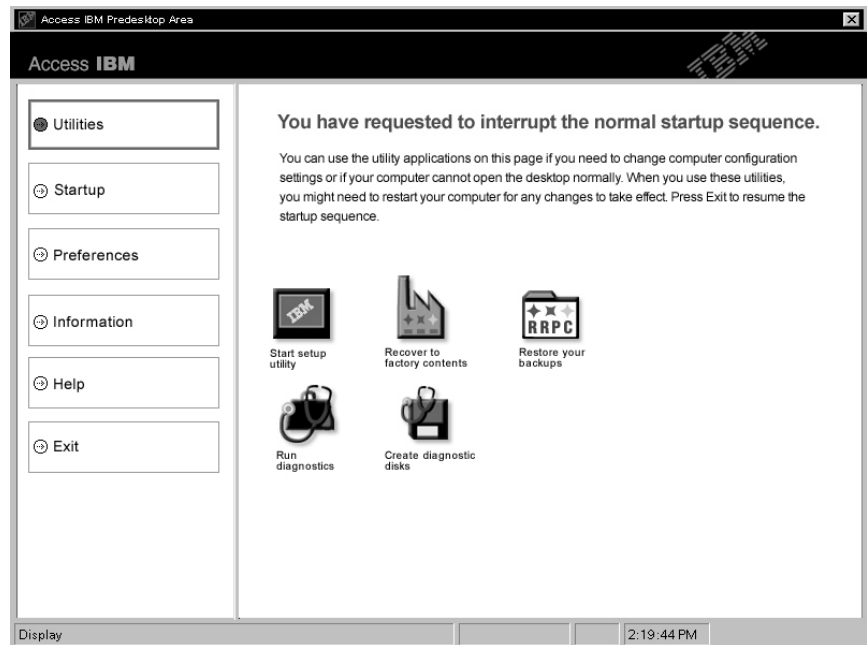 Access IBM Predesktop Area
Access IBM
IBM
Utilities
Startup
Preferences
Information
Help
Exit
You have requested to interrupt the normal startup sequence.
You can use the utility applications on this page if you need to change computer configuration
settings or if your computer cannot open the desktop normally. When you use these utilities,
you might need to restart your computer for any changes to take effect. Press Exit to resume the
startup sequence.
IBM
Start setup
utility
Recover to
factory contents
RRPC
Restore your
backups
Run
diagnostics
Create diagnostic
disks
Display
2:19:44 PM